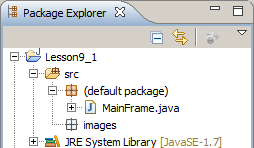 Package Explorer
Lesson9_1
src
(default package)
MainFrame.java
images
JRE System Library [JavaSE-1.7]